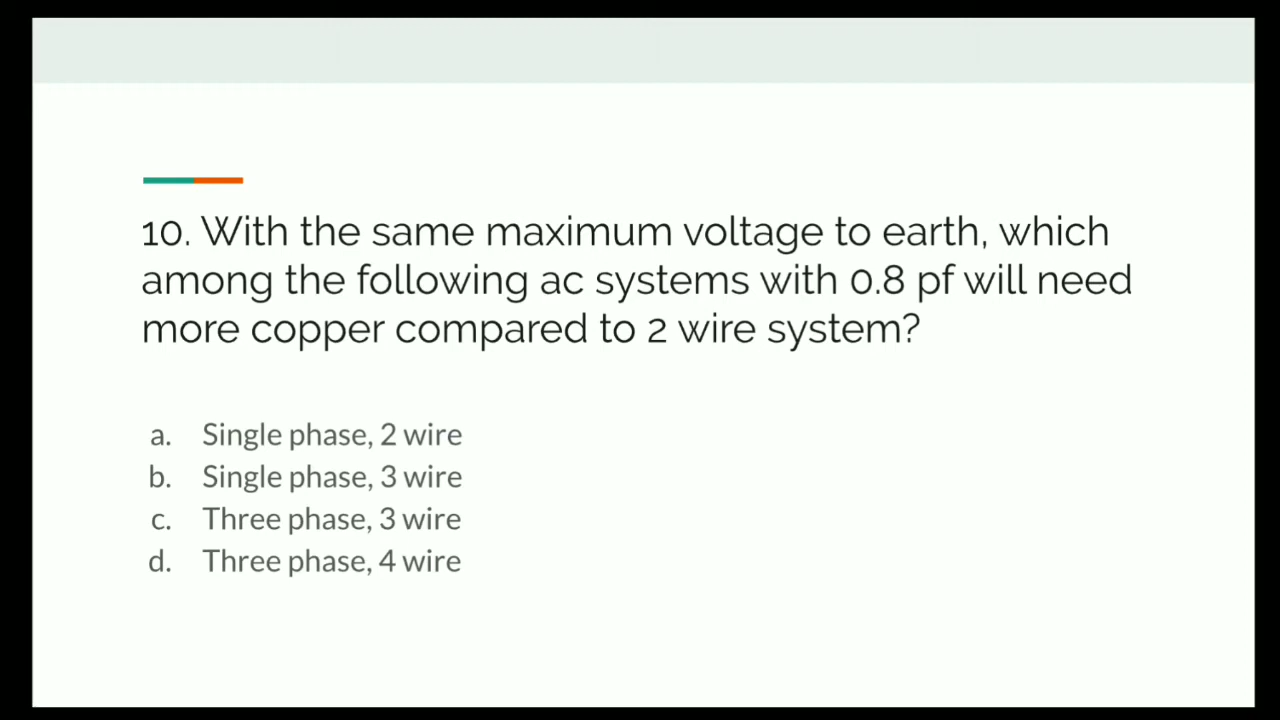 10. With the same maximum voltage to earth, which
among the following ac systems with 0.8 pf will need
more copper compared to 2 wire system?
a. Single phase, 2 wire
b. Single phase, 3 wire
c. Three phase, 3 wire
d. Three phase, 4 wire